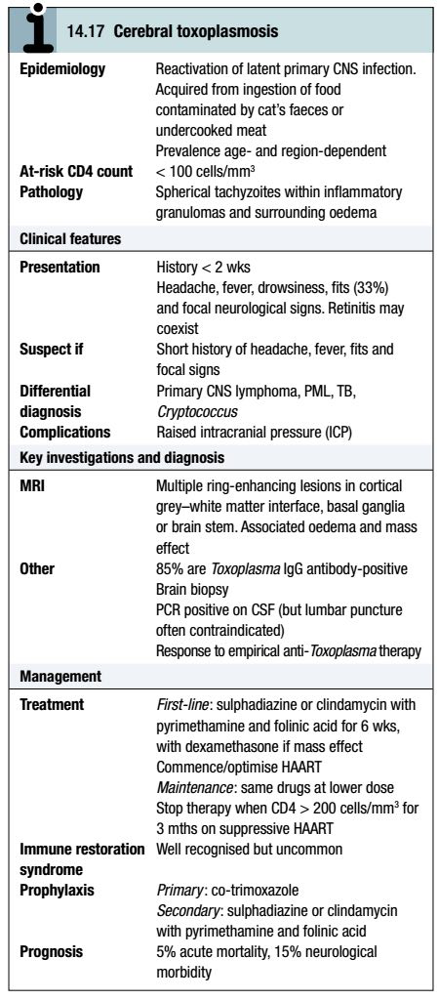 i 14.17 Cerebral toxoplasmosis
Epidemiology Reactivation of latent primary CNS infection.
Acquired from ingestion of food
contaminated by cat's faeces or
undercooked meat
Prevalence age- and region-dependent
At-risk CD4 count < 100 cells/mm³
Pathology Spherical tachyzoites within inflammatory
granulomas and surrounding oedema
Clinical features
Presentation History < 2 wks
Headache, fever, drowsiness, fits (33%)
and focal neurological signs. Retinitis may
coexist
Suspect if Short history of headache, fever, fits and
focal signs
Differential Primary CNS lymphoma, PML, TB,
diagnosis Cryptococcus
Complications Raised intracranial pressure (ICP)
Key investigations and diagnosis
MRI Multiple ring-enhancing lesions in cortical
grey–white matter interface, basal ganglia
or brain stem. Associated oedema and mass
effect
Other 85% are Toxoplasma IgG antibody-positive
Brain biopsy
PCR positive on CSF (but lumbar puncture
often contraindicated)
Response to empirical anti-Toxoplasma therapy
Management
Treatment First-line: sulphadiazine or clindamycin with
pyrimethamine and folinic acid for 6 wks,
with dexamethasone if mass effect
Commence/optimise HAART
Maintenance: same drugs at lower dose
Stop therapy when CD4 > 200 cells/mm³ for
3 mths on suppressive HAART
Immune restoration Well recognised but uncommon
syndrome
Prophylaxis Primary: co-trimoxazole
Secondary: sulphadiazine or clindamycin
with pyrimethamine and folinic acid
Prognosis 5% acute mortality, 15% neurological
morbidity